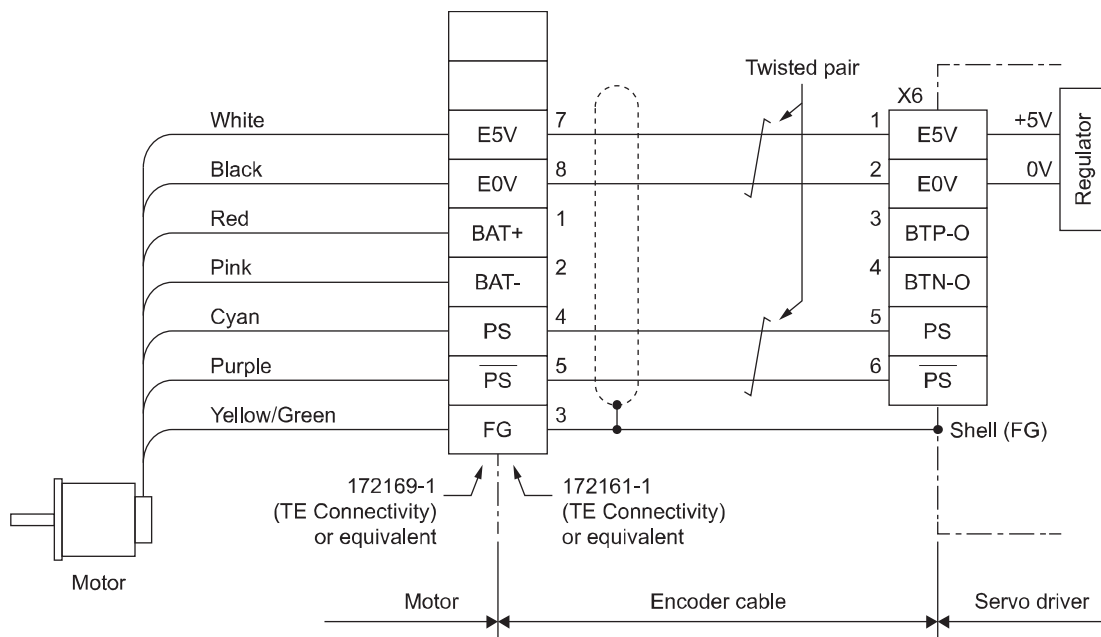 Twisted pair
X6
White
E5V
7
1
E5V
+5V
Regulator
Black
E0V
8
2
E0V
0V
Red
BAT+
1
3
BTP-O
Pink
BAT-
2
4
BTN-O
Cyan
PS
4
5
PS
Purple
P̅S̅
5
6
P̅S̅
Yellow/Green
FG
3
Shell (FG)
172169-1
(TE Connectivity)
or equivalent
172161-1
(TE Connectivity)
or equivalent
Motor
Motor
Encoder cable
Servo driver